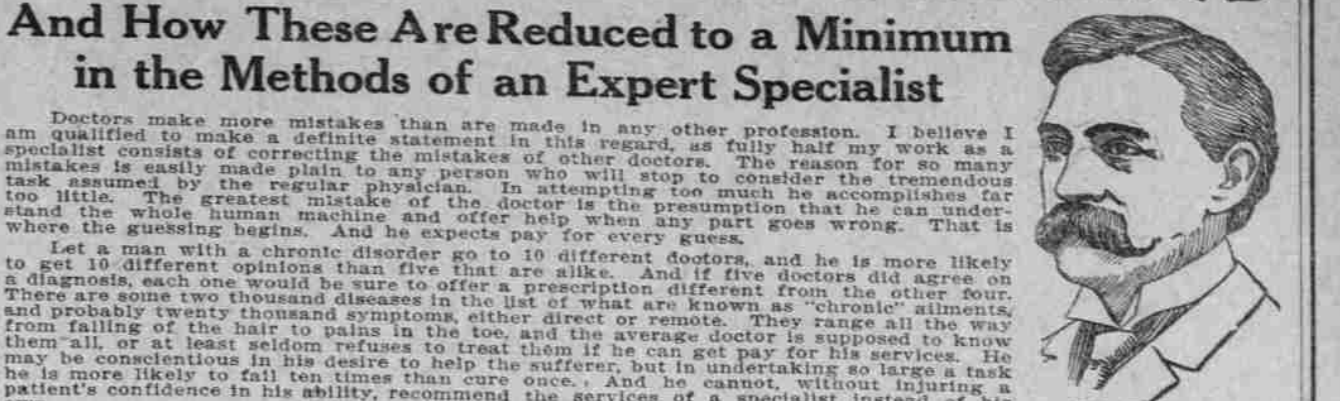 And How These Are Reduced to a Minimum
in the Methods of an Expert Specialist
Doctors make more mistakes than are made in any other profession. I believe I
am qualified to make a definite statement in this regard, as fully half my work as a
specialist consists of correcting the mistakes of other doctors. The reason for so many
mistakes is easily made plain to any person who will stop to consider the tremendous
task assumed by the regular physician. In attempting too much he accomplishes far
too little. The greatest mistake of the doctor is the presumption that he can under-
stand the whole human machine and offer help when any part goes wrong. That is
where the guessing begins. And he expects pay for every guess.
Let a man with a chronic disorder go to 10 different doctors, and he is more likely
to get 10 different opinions than five that are alike. And if five doctors did agree on
a diagnosis, each one would be sure to offer a prescription different from the other four.
There are some two thousand diseases in the list of what are known as "chronic" ailments,
and probably twenty thousand symptoms, either direct or remote. They range all the way
from falling of the hair to pains in the toe, and the average doctor is supposed to know
them all, or at least seldom refuses to treat them if he can get pay for his services. He
may be conscientious in his desire to help the sufferer, but in undertaking so large a task
he is more likely to fail ten times than cure once. And he cannot, without injuring a
patient's confidence in his ability, recommend the services of a specialist instead of his